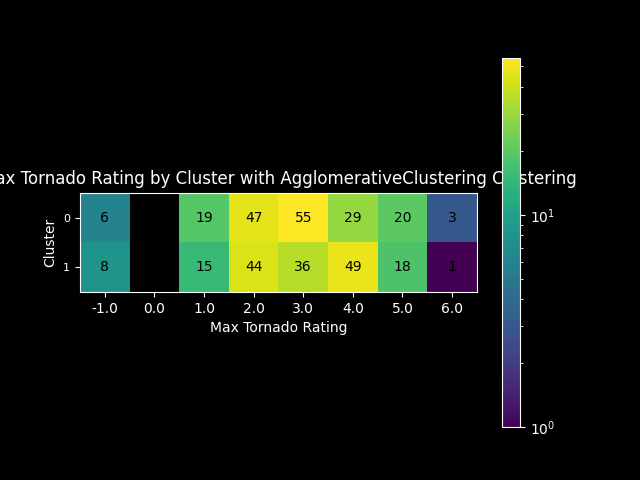 ax Tornado Rating by Cluster with AgglomerativeClustering Clustering
Cluster
0 6 19 47 55 29 20 3
1 8 15 44 36 49 18 1
-1.0 0.0 1.0 2.0 3.0 4.0 5.0 6.0
Max Tornado Rating
10¹
10⁰